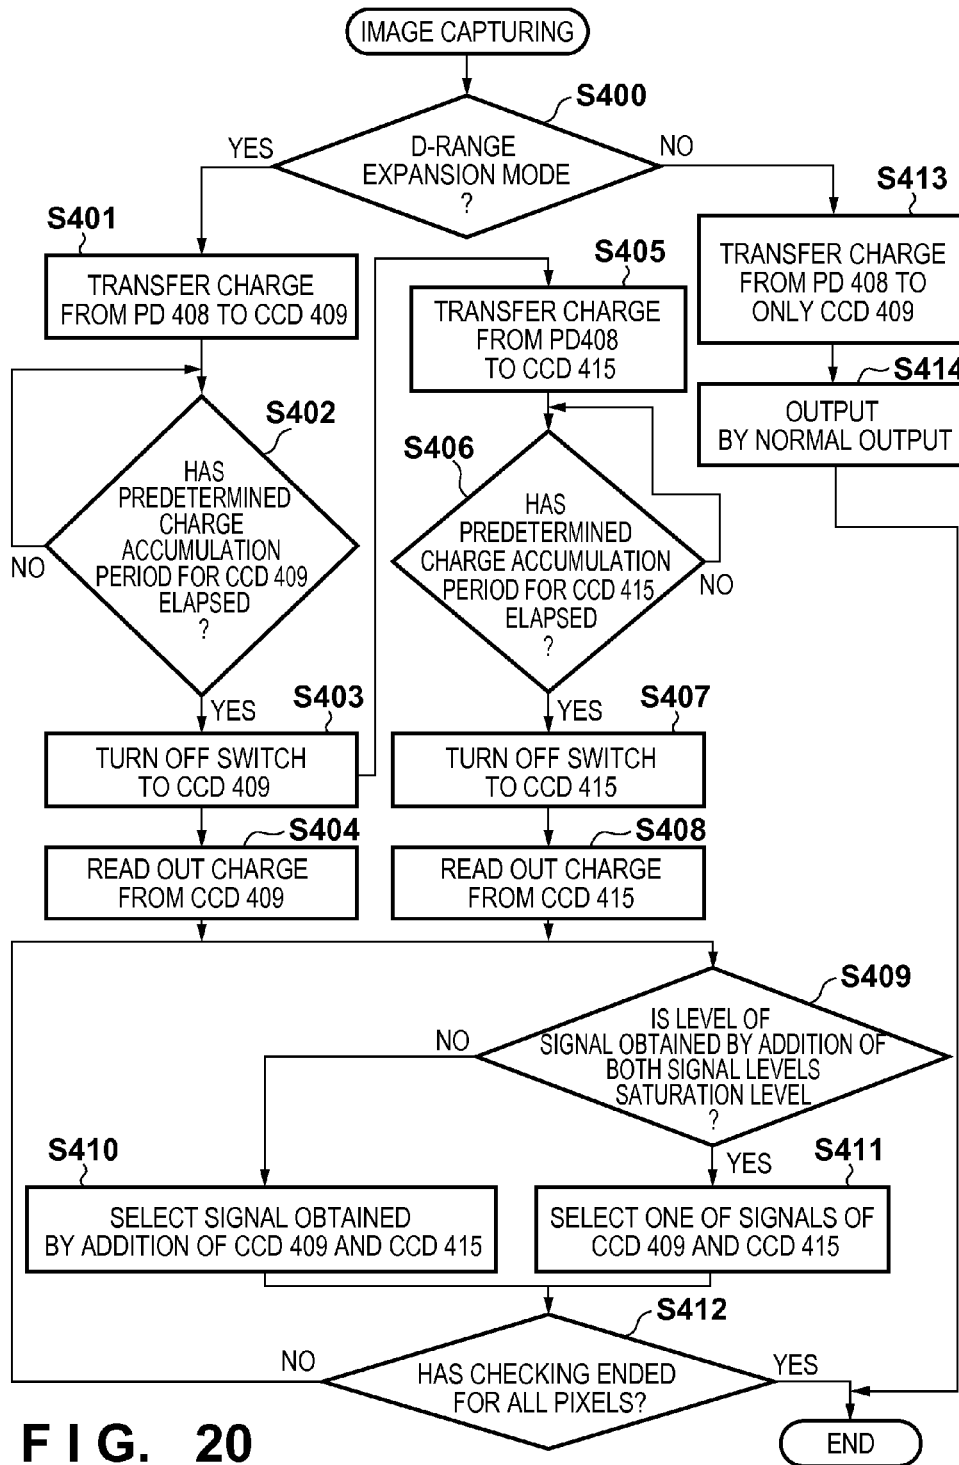 IMAGE CAPTURING
S400
D-RANGE
EXPANSION MODE
?
YES
NO
S401
TRANSFER CHARGE
FROM PD 408 TO CCD 409
S405
TRANSFER CHARGE
FROM PD408
TO CCD 415
S413
TRANSFER CHARGE
FROM PD 408 TO
ONLY CCD 409
S414
OUTPUT
BY NORMAL OUTPUT
S402
HAS
PREDETERMINED
CHARGE
ACCUMULATION
PERIOD FOR CCD 409
ELAPSED
?
NO
YES
S406
HAS
PREDETERMINED
CHARGE ACCUMULATION
PERIOD FOR CCD 415
ELAPSED
?
NO
YES
S403
TURN OFF SWITCH
TO CCD 409
S407
TURN OFF SWITCH
TO CCD 415
S404
READ OUT CHARGE
FROM CCD 409
S408
READ OUT CHARGE
FROM CCD 415
S409
IS LEVEL OF
SIGNAL OBTAINED BY ADDITION OF
BOTH SIGNAL LEVELS
SATURATION LEVEL
?
NO
YES
S410
SELECT SIGNAL OBTAINED
BY ADDITION OF CCD 409 AND CCD 415
S411
SELECT ONE OF SIGNALS OF
CCD 409 AND CCD 415
S412
HAS CHECKING ENDED
FOR ALL PIXELS?
NO
YES
END
FIG. 20